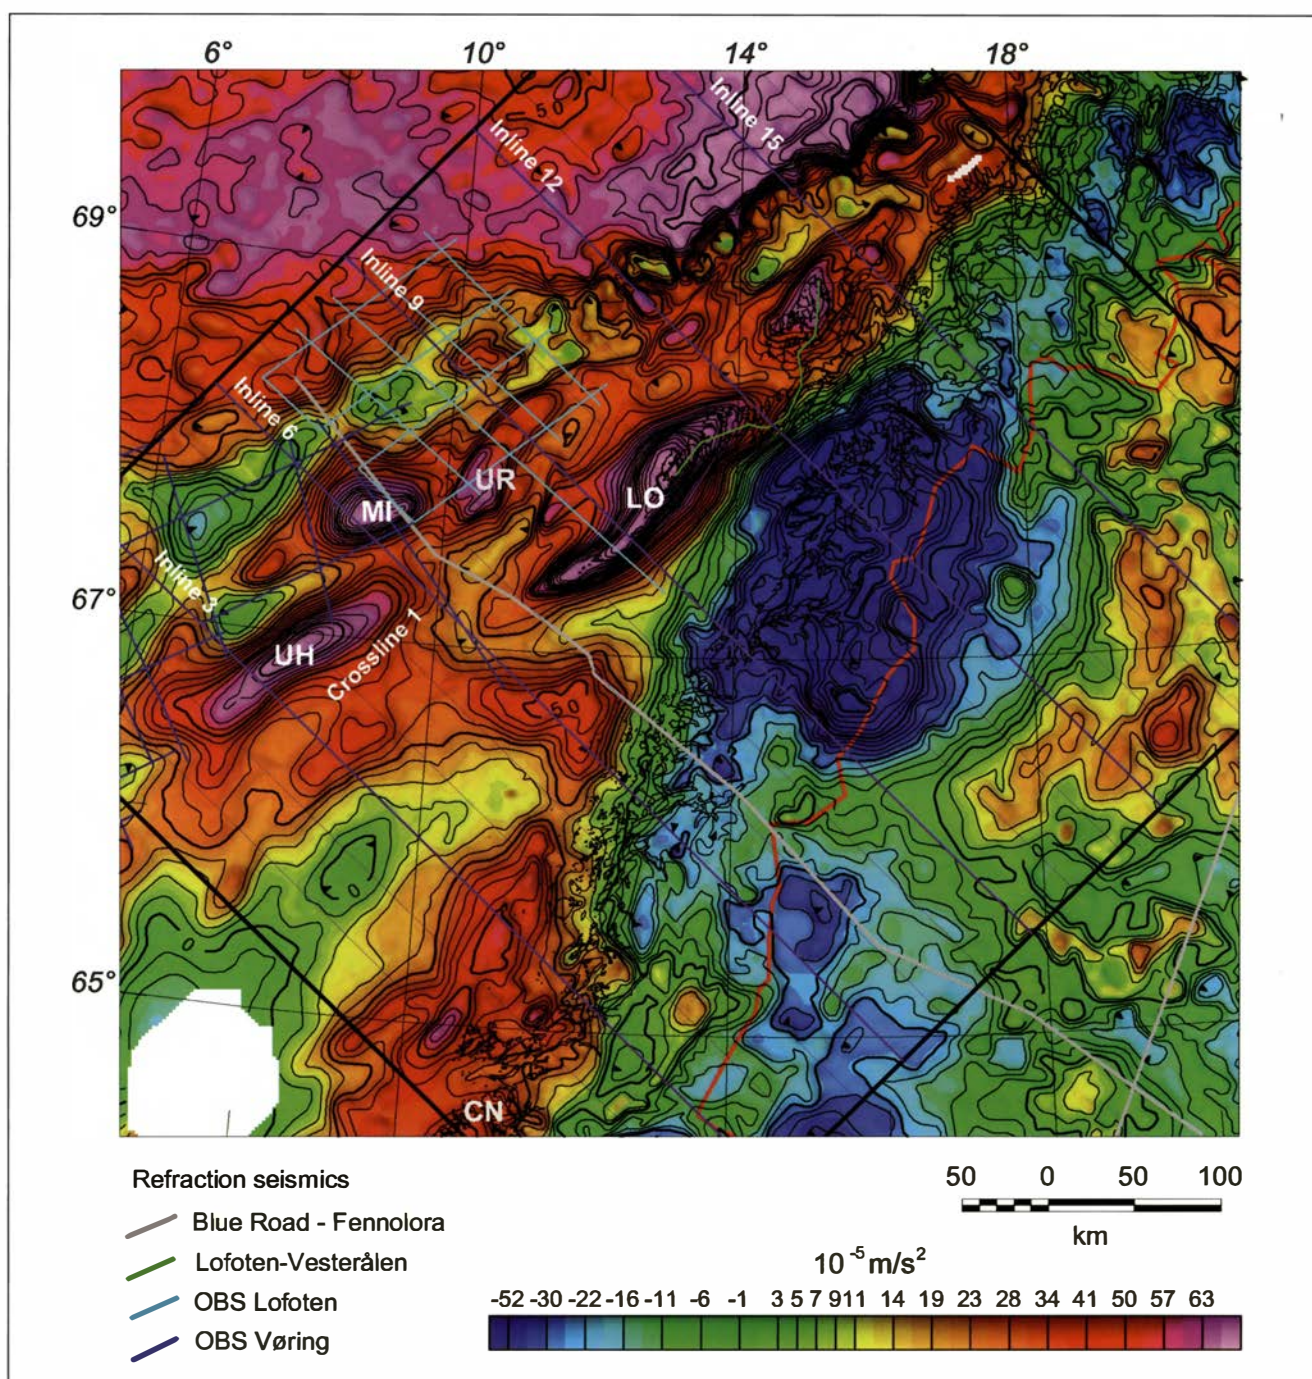 6° 10° 14° 18°
Inline 15
Inline 12
50
69°
Inline 9
Inline 6
UR
MI
LO
Inline 3
67°
UH
Crossline 1
50
65°
CN
Refraction seismics
50 0 50 100
Blue Road - Fennolora
km
Lofoten-Vesterålen
10⁻⁵ m/s²
OBS Lofoten
-52 -30 -22 -16 -11 -6 -1 3 5 7 9 11 14 19 23 28 34 41 50 57 63
OBS Vøring